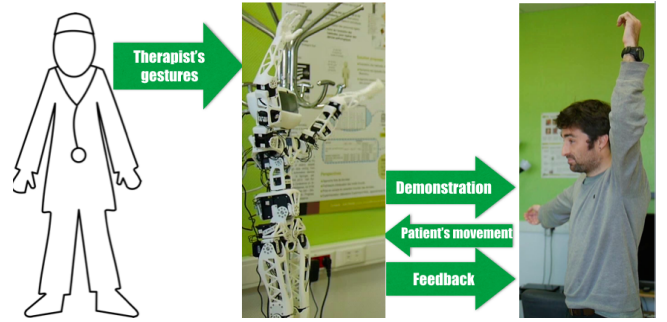 Therapist's
gestures
Demonstration
Patient's movement
Feedback